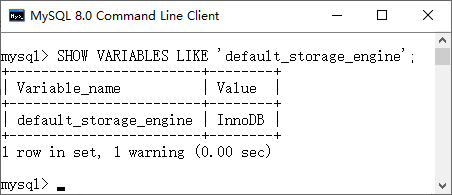 MySQL 8.0 Command Line Client
mysql> SHOW VARIABLES LIKE 'default_storage_engine';
+------------------------+--------+
| Variable_name          | Value  |
+------------------------+--------+
| default_storage_engine | InnoDB |
+------------------------+--------+
1 row in set, 1 warning (0.00 sec)
mysql>